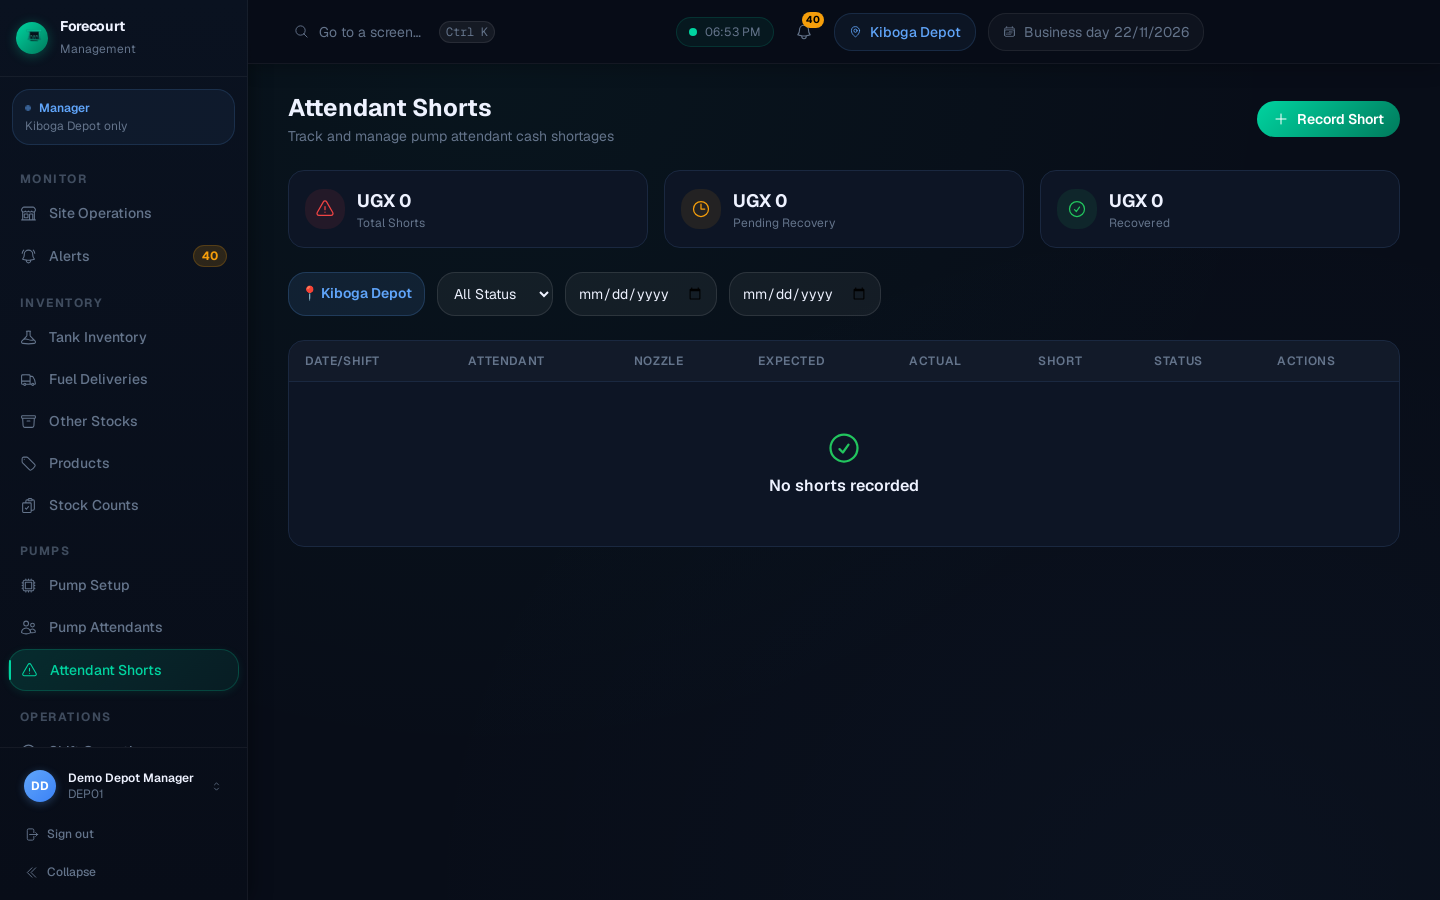 Forecourt
Management
Manager
Kiboga Depot only
MONITOR
Site Operations
Alerts
40
INVENTORY
Tank Inventory
Fuel Deliveries
Other Stocks
Products
Stock Counts
PUMPS
Pump Setup
Pump Attendants
Attendant Shorts
OPERATIONS
DD
Demo Depot Manager
DEP01
Sign out
Collapse
Go to a screen...
Ctrl K
06:53 PM
40
Kiboga Depot
Business day 22/11/2026
Attendant Shorts
Track and manage pump attendant cash shortages
Record Short
UGX 0
Total Shorts
UGX 0
Pending Recovery
UGX 0
Recovered
Kiboga Depot
All Status
mm/dd/yyyy
mm/dd/yyyy
DATE/SHIFT ATTENDANT NOZZLE EXPECTED ACTUAL SHORT STATUS ACTIONS
No shorts recorded